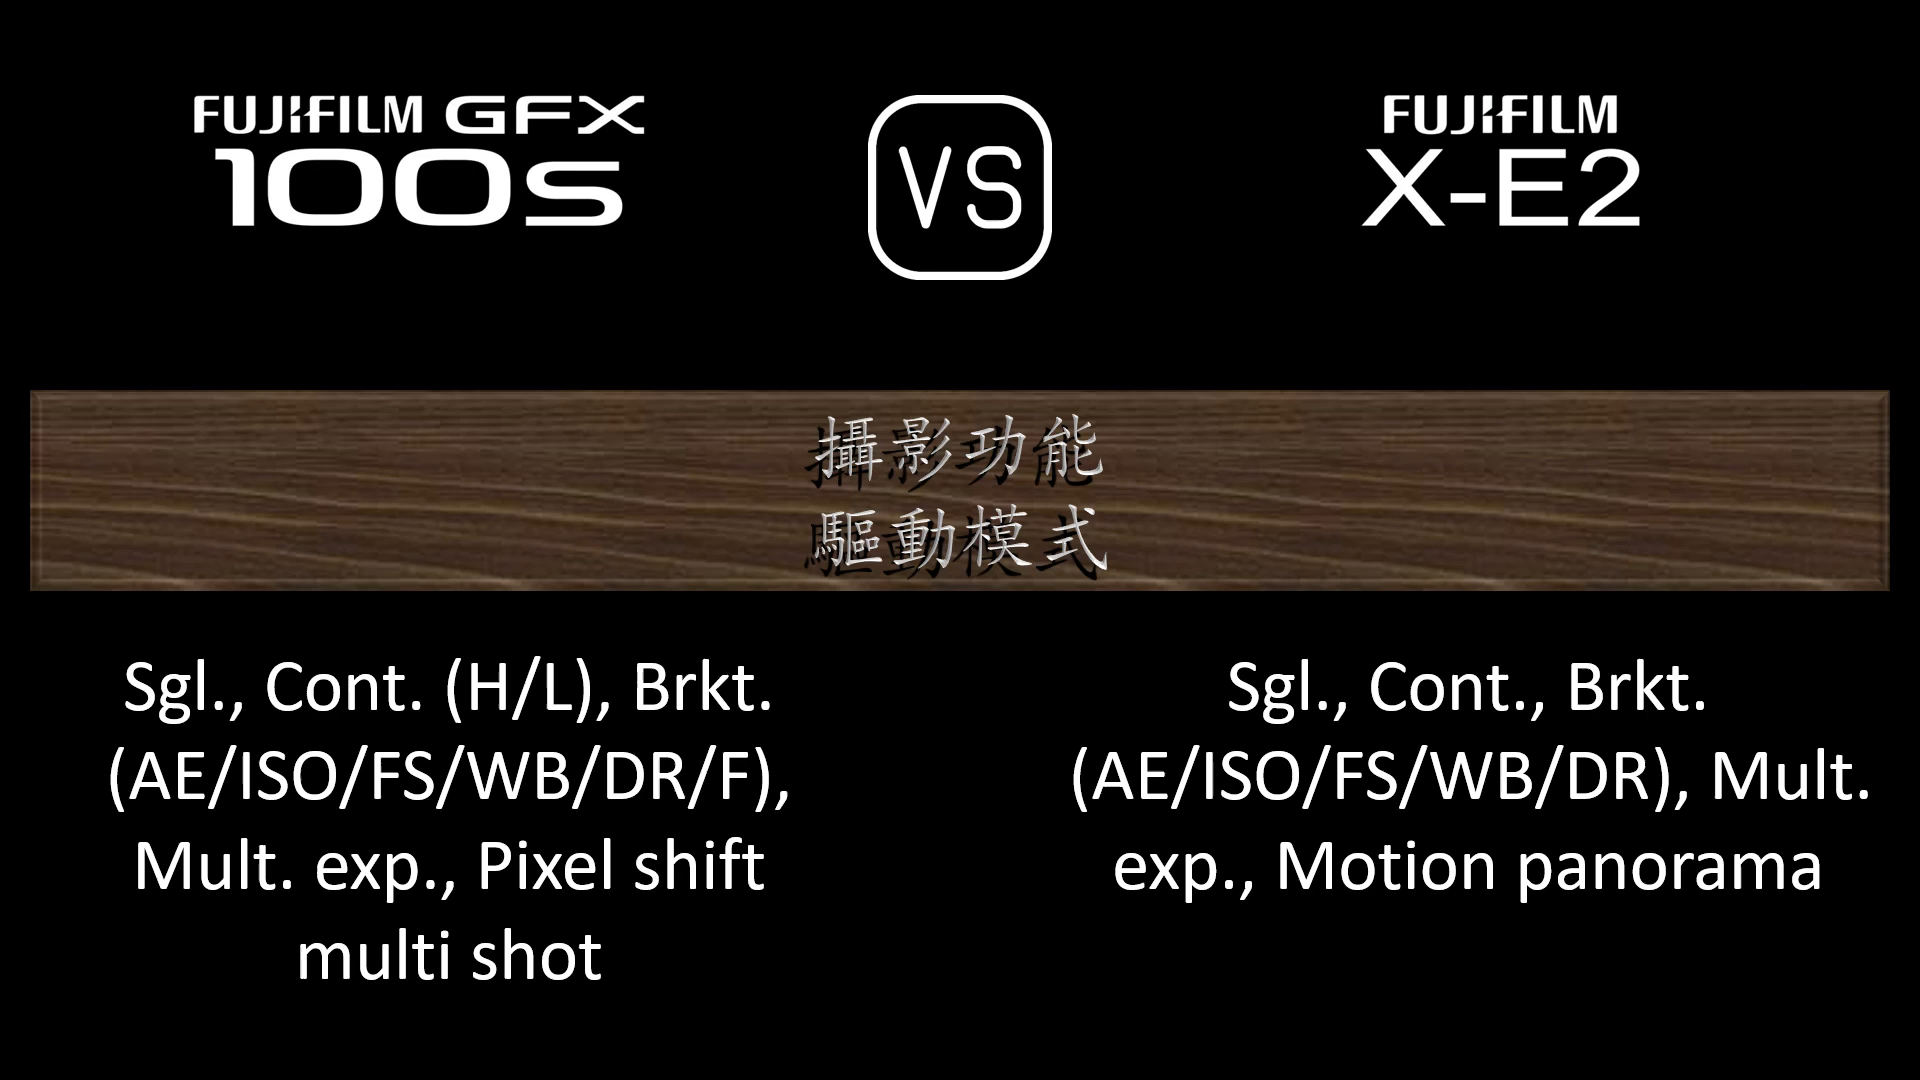 FUJIFILM GFX
100S
VS
FUJIFILM
X-E2
攝影功能
驅動模式
Sgl., Cont. (H/L), Brkt.
(AE/ISO/FS/WB/DR/F),
Mult. exp., Pixel shift
multi shot
Sgl., Cont., Brkt.
(AE/ISO/FS/WB/DR), Mult.
exp., Motion panorama